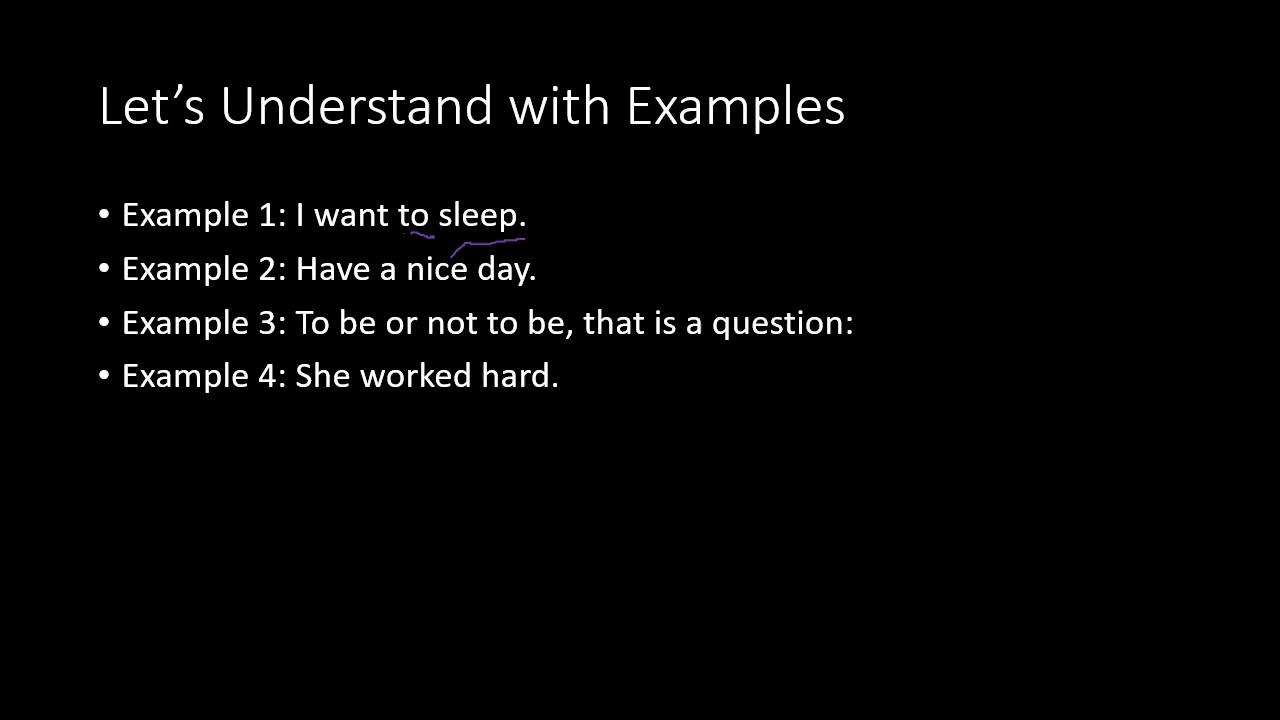 Let’s Understand with Examples
• Example 1: I want to sleep.
• Example 2: Have a nice day.
• Example 3: To be or not to be, that is a question:
• Example 4: She worked hard.